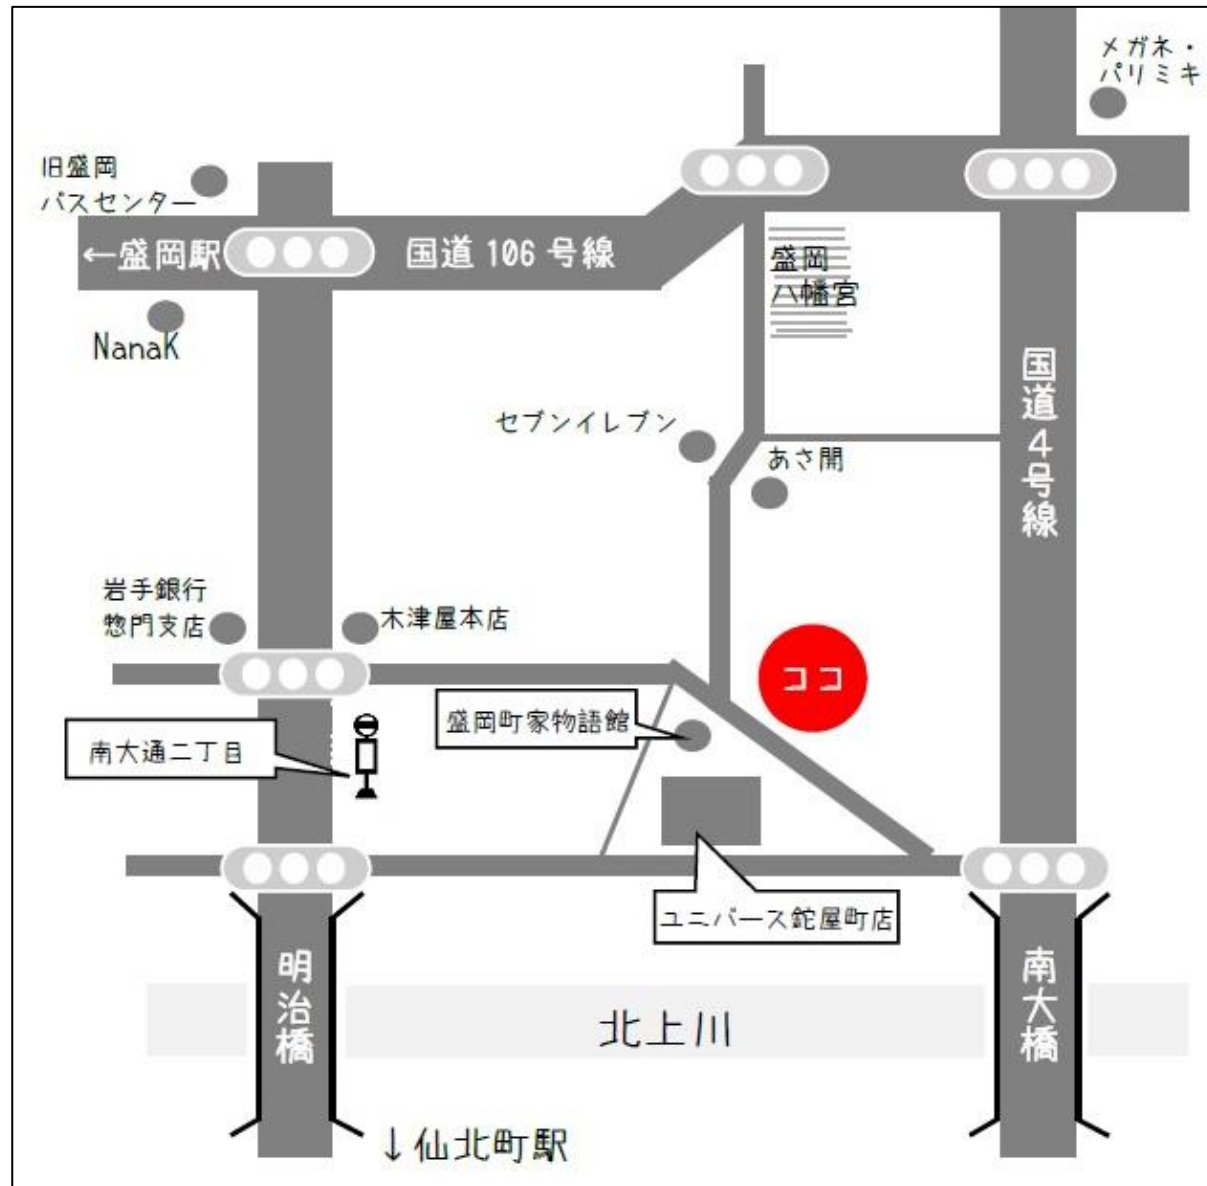 メガネ・
パリミキ
旧盛岡
バスセンター
←盛岡駅
国道106号線
盛岡
八幡宮
NanaK
国道4号線
セブンイレブン
あさ開
岩手銀行
惣門支店
木津屋本店
ココ
盛岡町家物語館
南大通二丁目
ユニバース鉈屋町店
明治橋
南大橋
北上川
↓仙北町駅